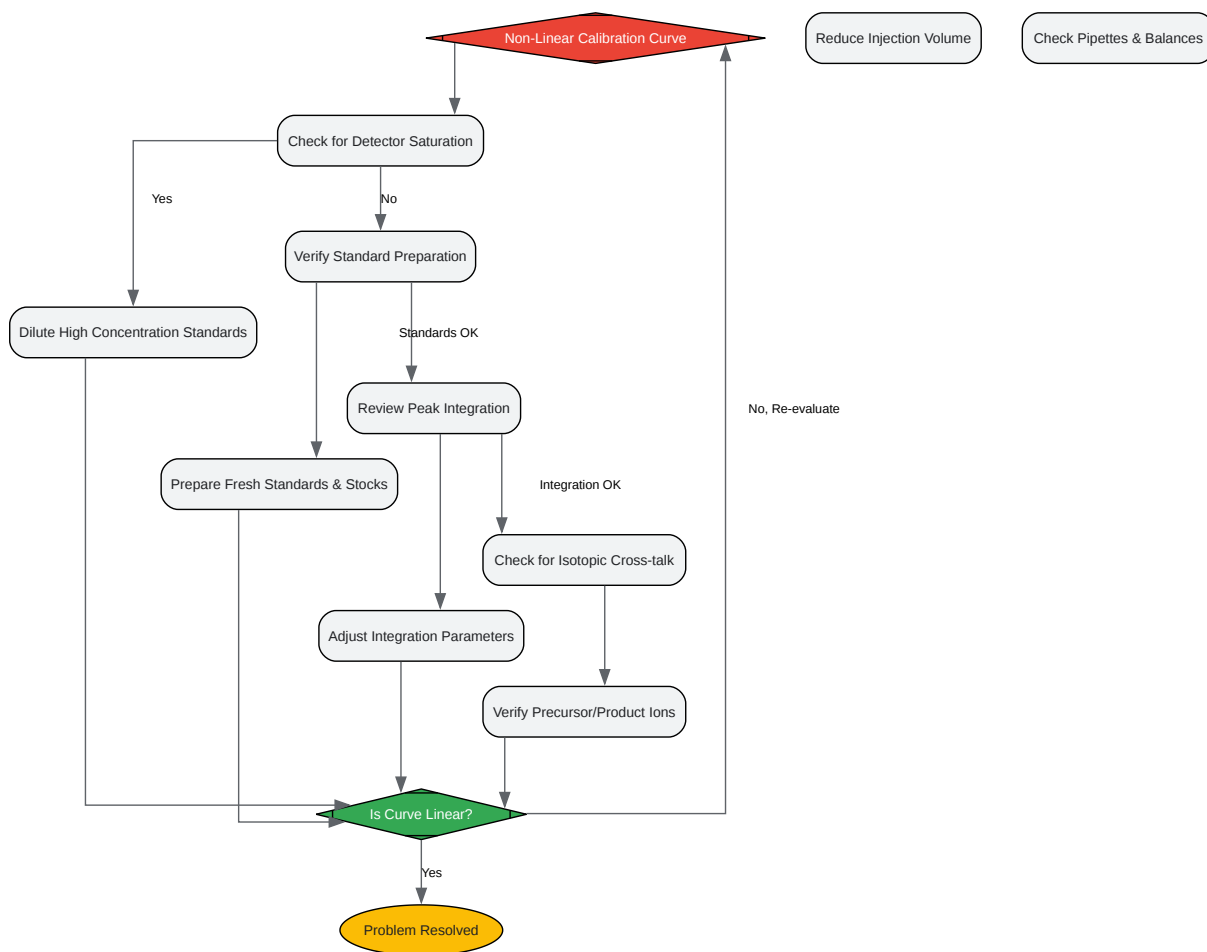 Non-Linear Calibration Curve
Reduce Injection Volume
Check Pipettes & Balances
Check for Detector Saturation
Yes
No
Verify Standard Preparation
Dilute High Concentration Standards
Standards OK
Review Peak Integration
No, Re-evaluate
Prepare Fresh Standards & Stocks
Integration OK
Check for Isotopic Cross-talk
Adjust Integration Parameters
Verify Precursor/Product Ions
Is Curve Linear?
Yes
Problem Resolved